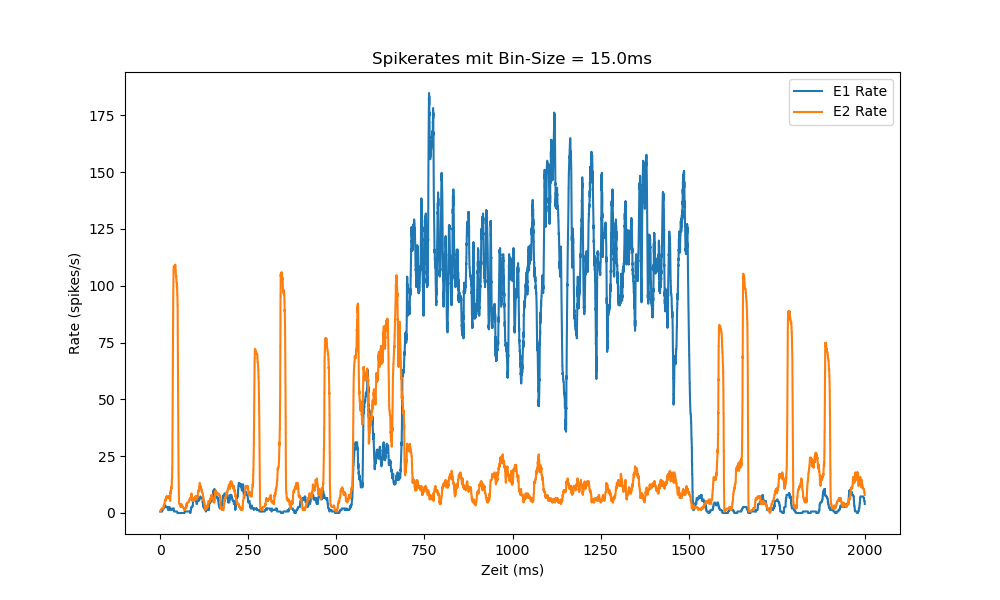 Spikerates mit Bin-Size = 15.0ms
E1 Rate
E2 Rate
Rate (spikes/s)
175
150
125
100
75
50
25
0
0 250 500 750 1000 1250 1500 1750 2000
Zeit (ms)